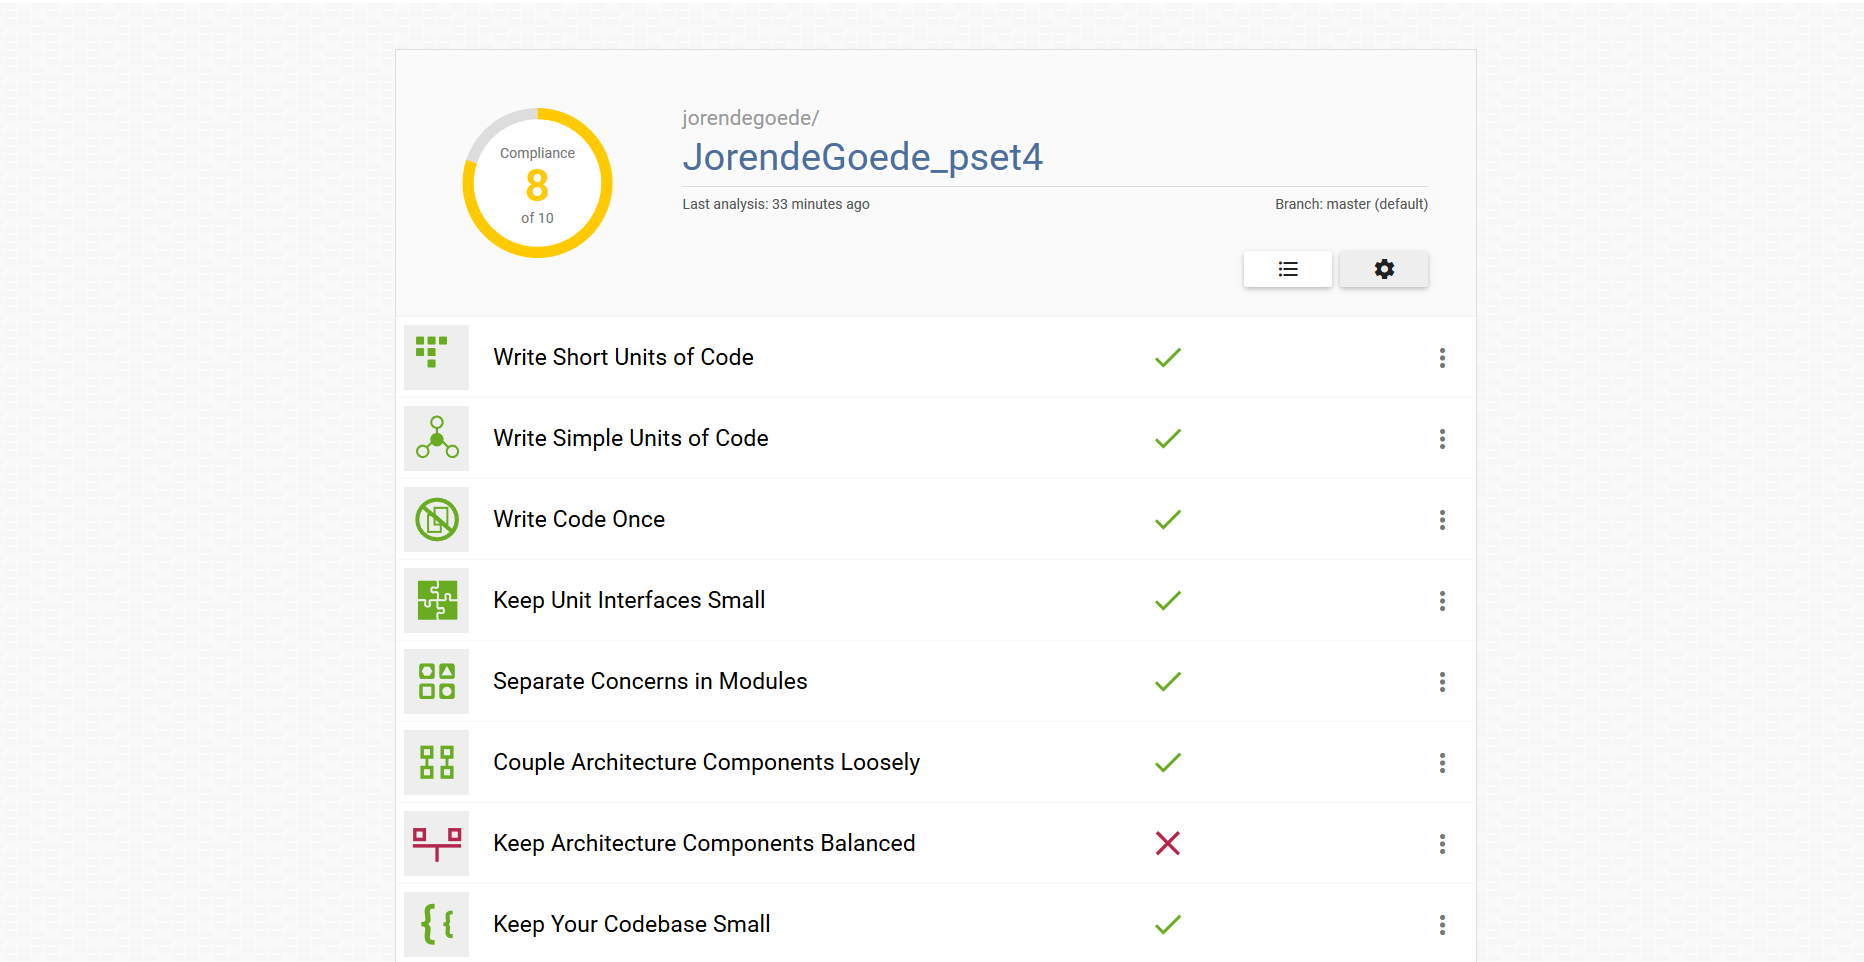 Compliance
8
of 10
jorendegoede/
JorendeGoede_pset4
Last analysis: 33 minutes ago
Branch: master (default)
Write Short Units of Code
Write Simple Units of Code
Write Code Once
Keep Unit Interfaces Small
Separate Concerns in Modules
Couple Architecture Components Loosely
Keep Architecture Components Balanced
Keep Your Codebase Small